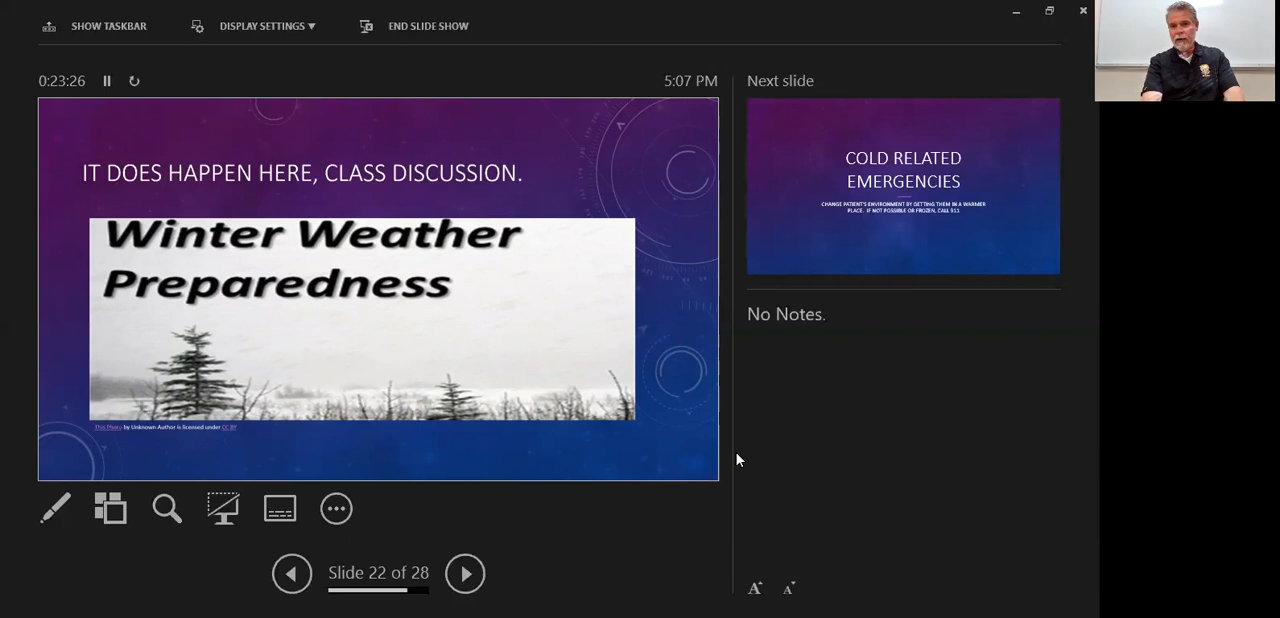 SHOW TASKBAR
DISPLAY SETTINGS ▼
END SLIDE SHOW
0:23:26
5:07 PM
IT DOES HAPPEN HERE, CLASS DISCUSSION.
Winter Weather
Preparedness
This Photo by Unknown Author is licensed under CC BY
Slide 22 of 28
Next slide
COLD RELATED
EMERGENCIES
CHANGE PATIENT'S ENVIRONMENT BY GETTING THEM IN A WARMER
PLACE. IF NOT POSSIBLE OR FROZEN, CALL 911
No Notes.
A A